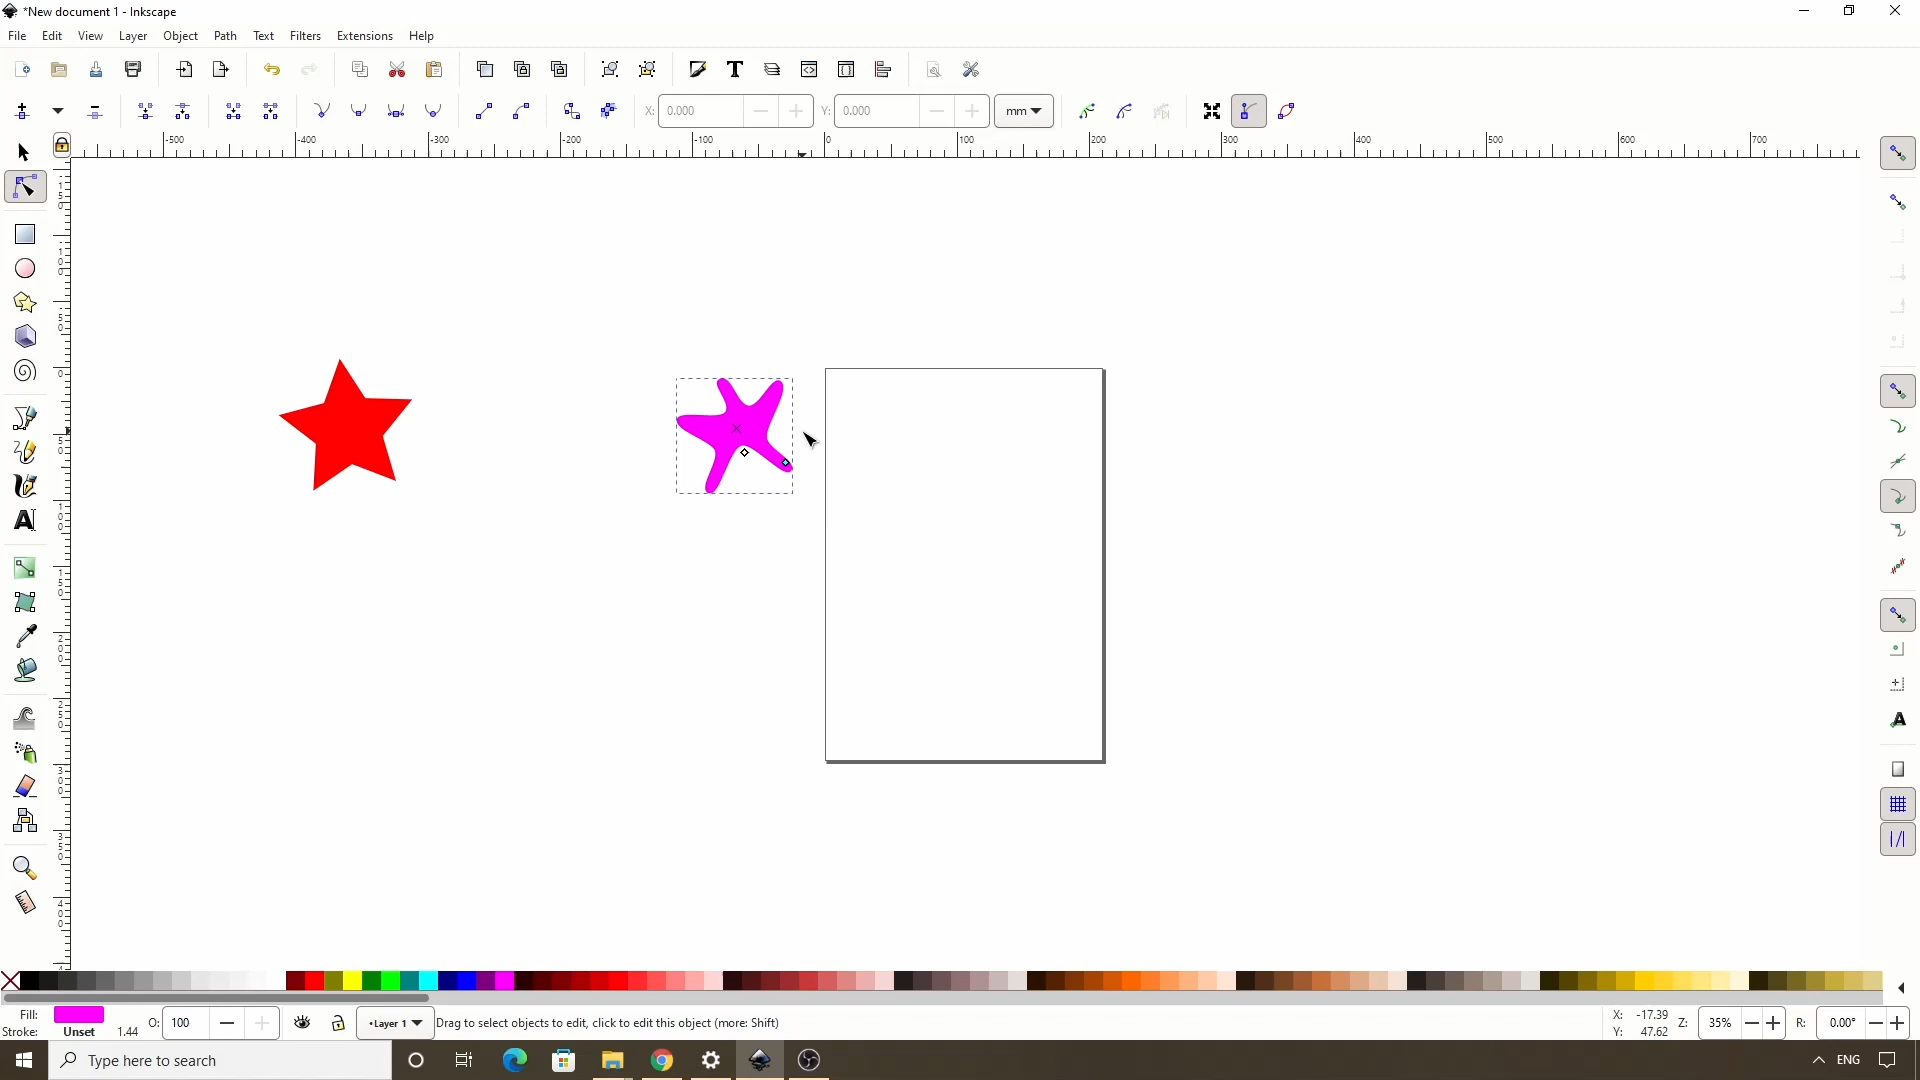 *New document 1 - Inkscape
File Edit View Layer Object Path Text Filters Extensions Help
X: 0.000 Y: 0.000 mm
-500 -400 -300 -200 -100 0 100 200 300 400 500 600 700
Fill:
Stroke: Unset 1.44 O: 100 •Layer 1 Drag to select objects to edit, click to edit this object (more: Shift)
X: -17.39
Y: 47.62
Z: 35% R: 0.00°
Type here to search
ENG